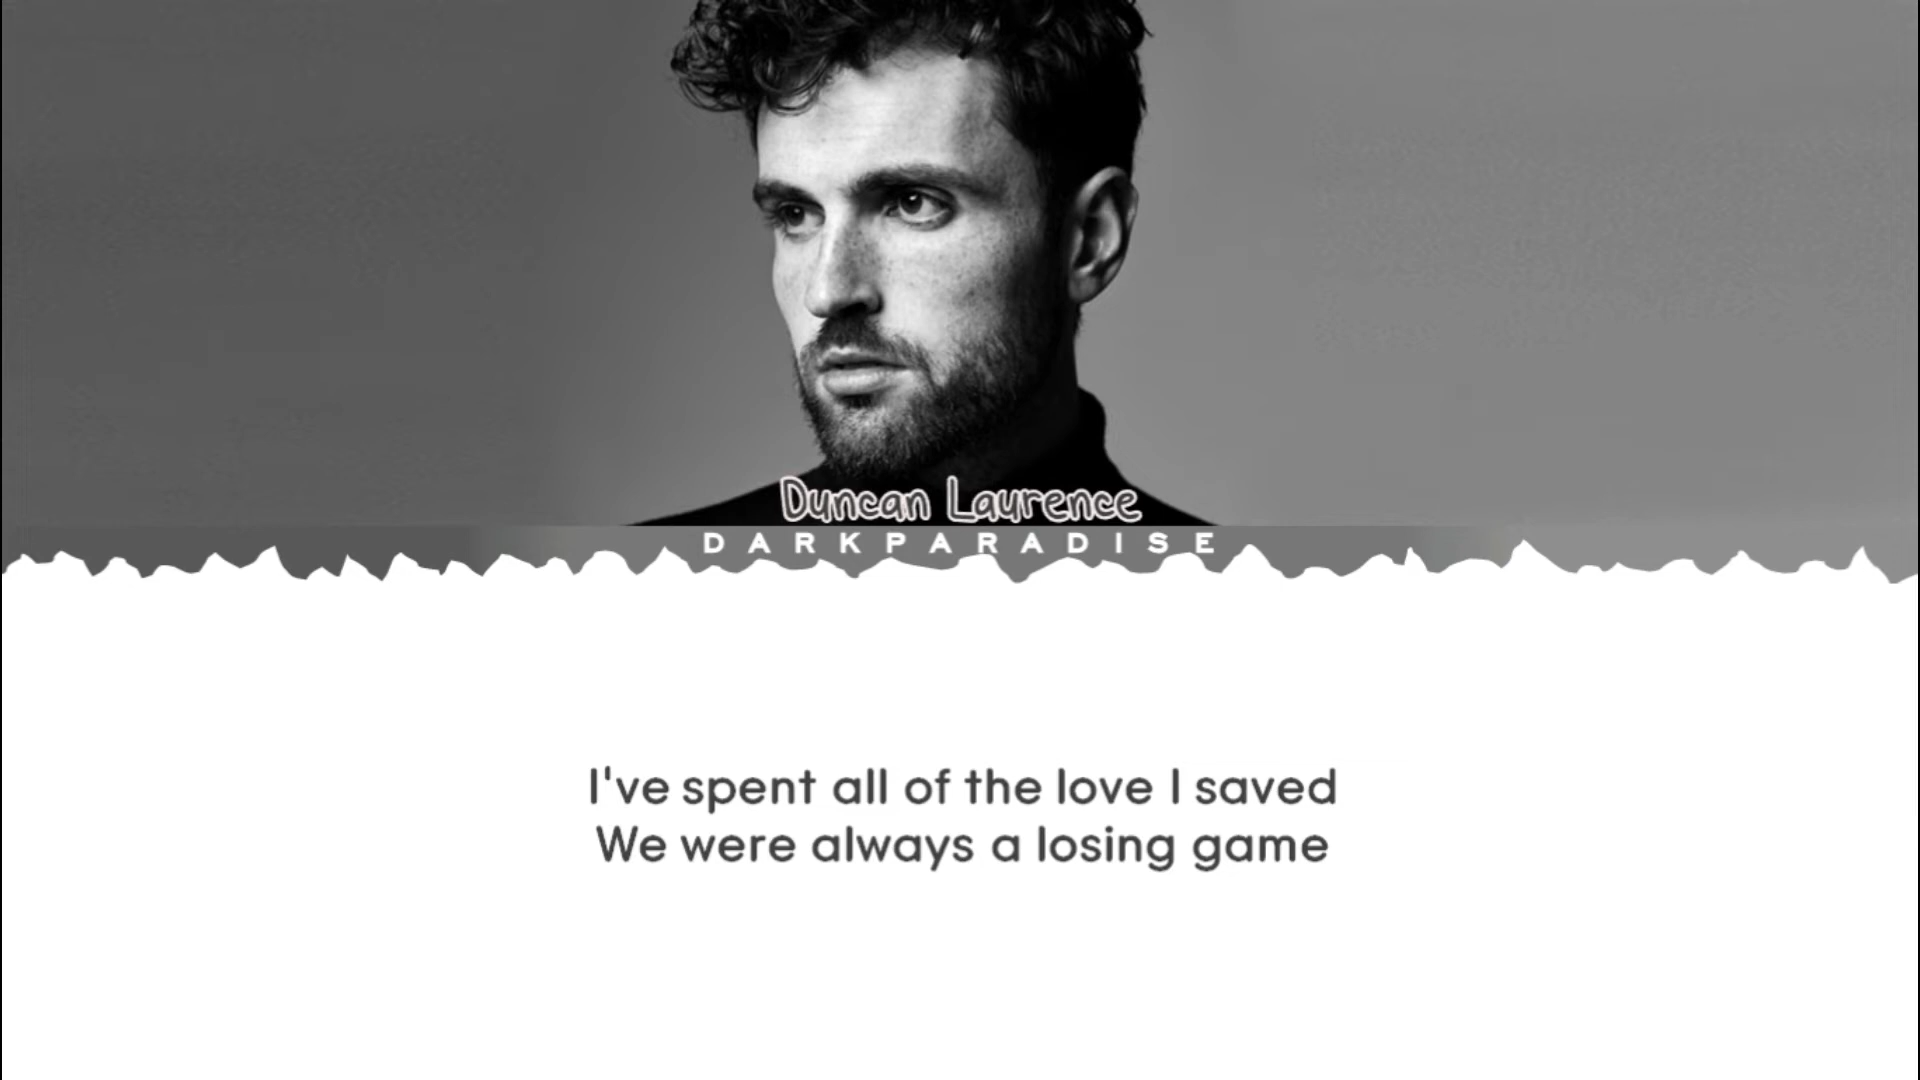 Duncan Laurence
DARKPARADISE
I've spent all of the love I saved
We were always a losing game